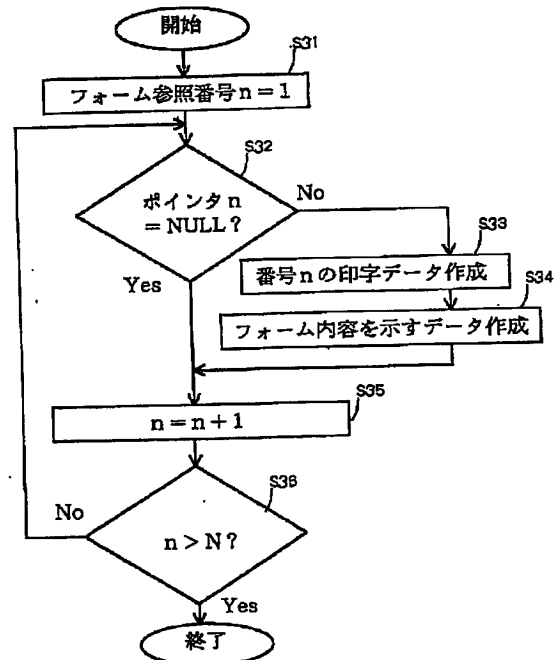 開始
S31
フォーム参照番号n=1
S32
ポインタn
=NULL?
No
Yes
S33
番号nの印字データ作成
S34
フォーム内容を示すデータ作成
S35
n=n+1
S36
n>N?
No
Yes
終了